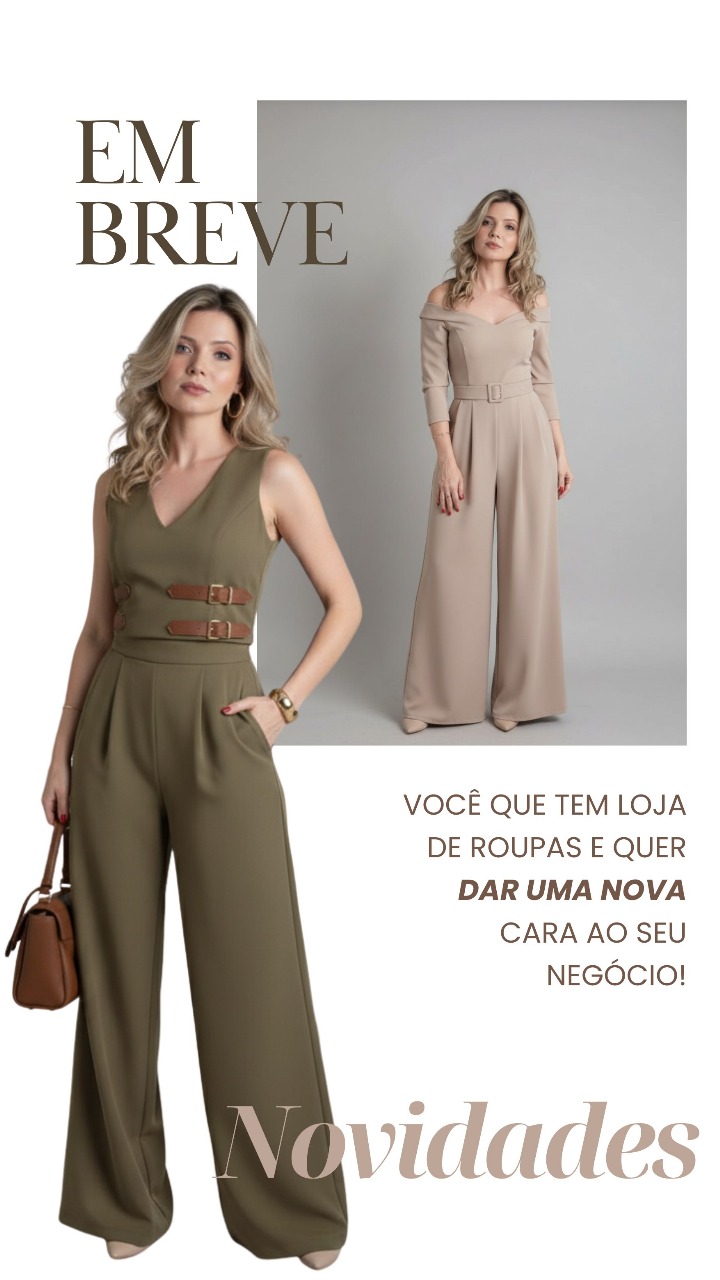 EM
BREVE
VOCÊ QUE TEM LOJA
DE ROUPAS E QUER
DAR UMA NOVA
CARA AO SEU
NEGÓCIO!
Novidades